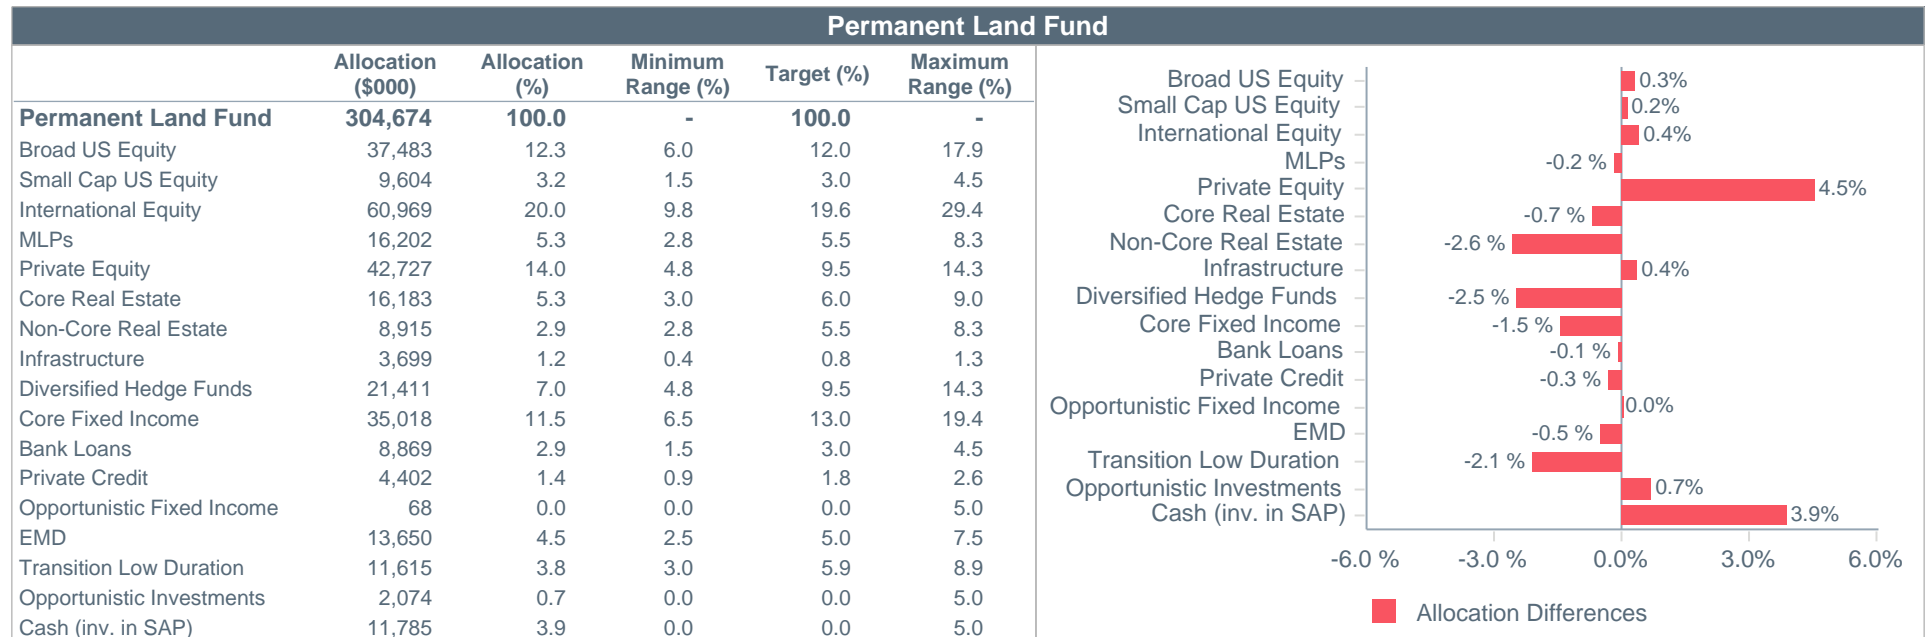 Permanent Land Fund
Allocation ($000) Allocation (%) Minimum Range (%) Target (%) Maximum Range (%)
Permanent Land Fund 304,674 100.0 - 100.0 -
Broad US Equity 37,483 12.3 6.0 12.0 17.9
Small Cap US Equity 9,604 3.2 1.5 3.0 4.5
International Equity 60,969 20.0 9.8 19.6 29.4
MLPs 16,202 5.3 2.8 5.5 8.3
Private Equity 42,727 14.0 4.8 9.5 14.3
Core Real Estate 16,183 5.3 3.0 6.0 9.0
Non-Core Real Estate 8,915 2.9 2.8 5.5 8.3
Infrastructure 3,699 1.2 0.4 0.8 1.3
Diversified Hedge Funds 21,411 7.0 4.8 9.5 14.3
Core Fixed Income 35,018 11.5 6.5 13.0 19.4
Bank Loans 8,869 2.9 1.5 3.0 4.5
Private Credit 4,402 1.4 0.9 1.8 2.6
Opportunistic Fixed Income 68 0.0 0.0 0.0 5.0
EMD 13,650 4.5 2.5 5.0 7.5
Transition Low Duration 11,615 3.8 3.0 5.9 8.9
Opportunistic Investments 2,074 0.7 0.0 0.0 5.0
Cash (inv. in SAP) 11,785 3.9 0.0 0.0 5.0
Broad US Equity 0.3%
Small Cap US Equity 0.2%
International Equity 0.4%
MLPs -0.2 %
Private Equity 4.5%
Core Real Estate -0.7 %
Non-Core Real Estate -2.6 %
Infrastructure 0.4%
Diversified Hedge Funds -2.5 %
Core Fixed Income -1.5 %
Bank Loans -0.1 %
Private Credit -0.3 %
Opportunistic Fixed Income 0.0%
EMD -0.5 %
Transition Low Duration -2.1 %
Opportunistic Investments 0.7%
Cash (inv. in SAP) 3.9%
-6.0 % -3.0 % 0.0% 3.0% 6.0%
Allocation Differences